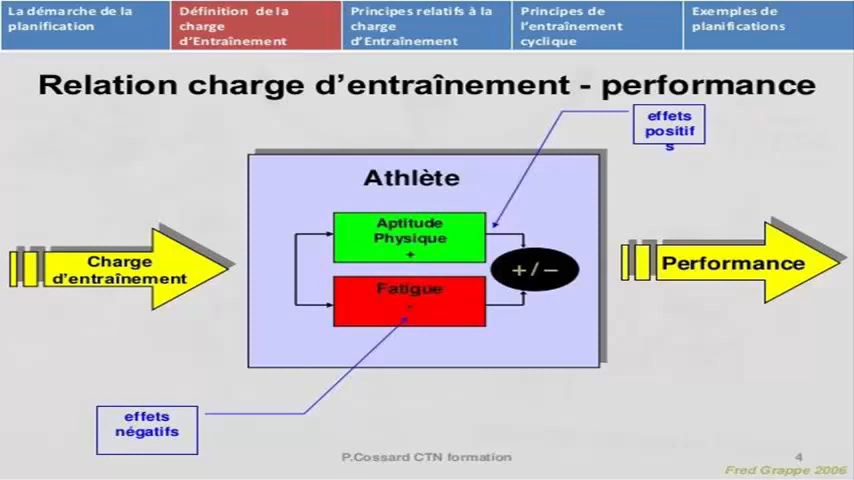 La démarche de la
planification
Définition de la
charge
d'Entraînement
Principes relatifs à la
charge
d'Entraînement
Principes de
l'entraînement
cyclique
Exemples de
planifications
Relation charge d'entraînement - performance
effets
positif
s
Athlète
Aptitude
Physique
+
+ / –
Fatigue
-
Charge
d'entraînement
Performance
effets
négatifs
P.Cossard CTN formation
4
Fred Grappe 2006